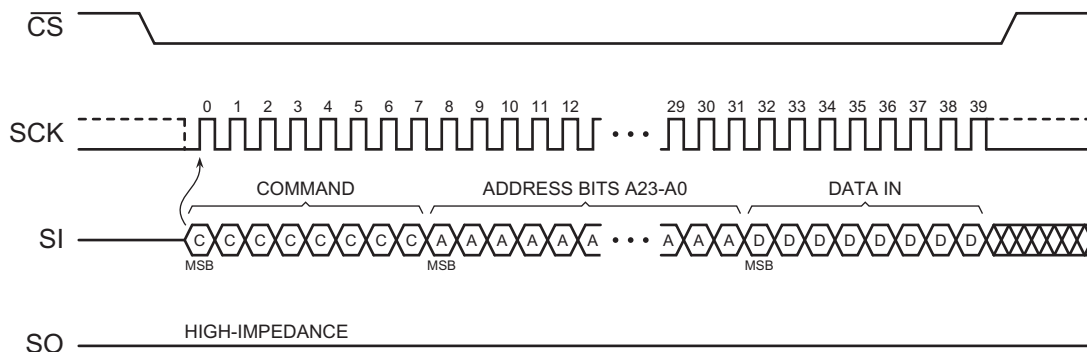 CS
0 1 2 3 4 5 6 7 8 9 10 11 12 29 30 31 32 33 34 35 36 37 38 39
SCK • • •
COMMAND ADDRESS BITS A23-A0 DATA IN
SI C C C C C C C C A A A A A A • • • A A A D D D D D D D D
MSB MSB MSB
HIGH-IMPEDANCE
SO